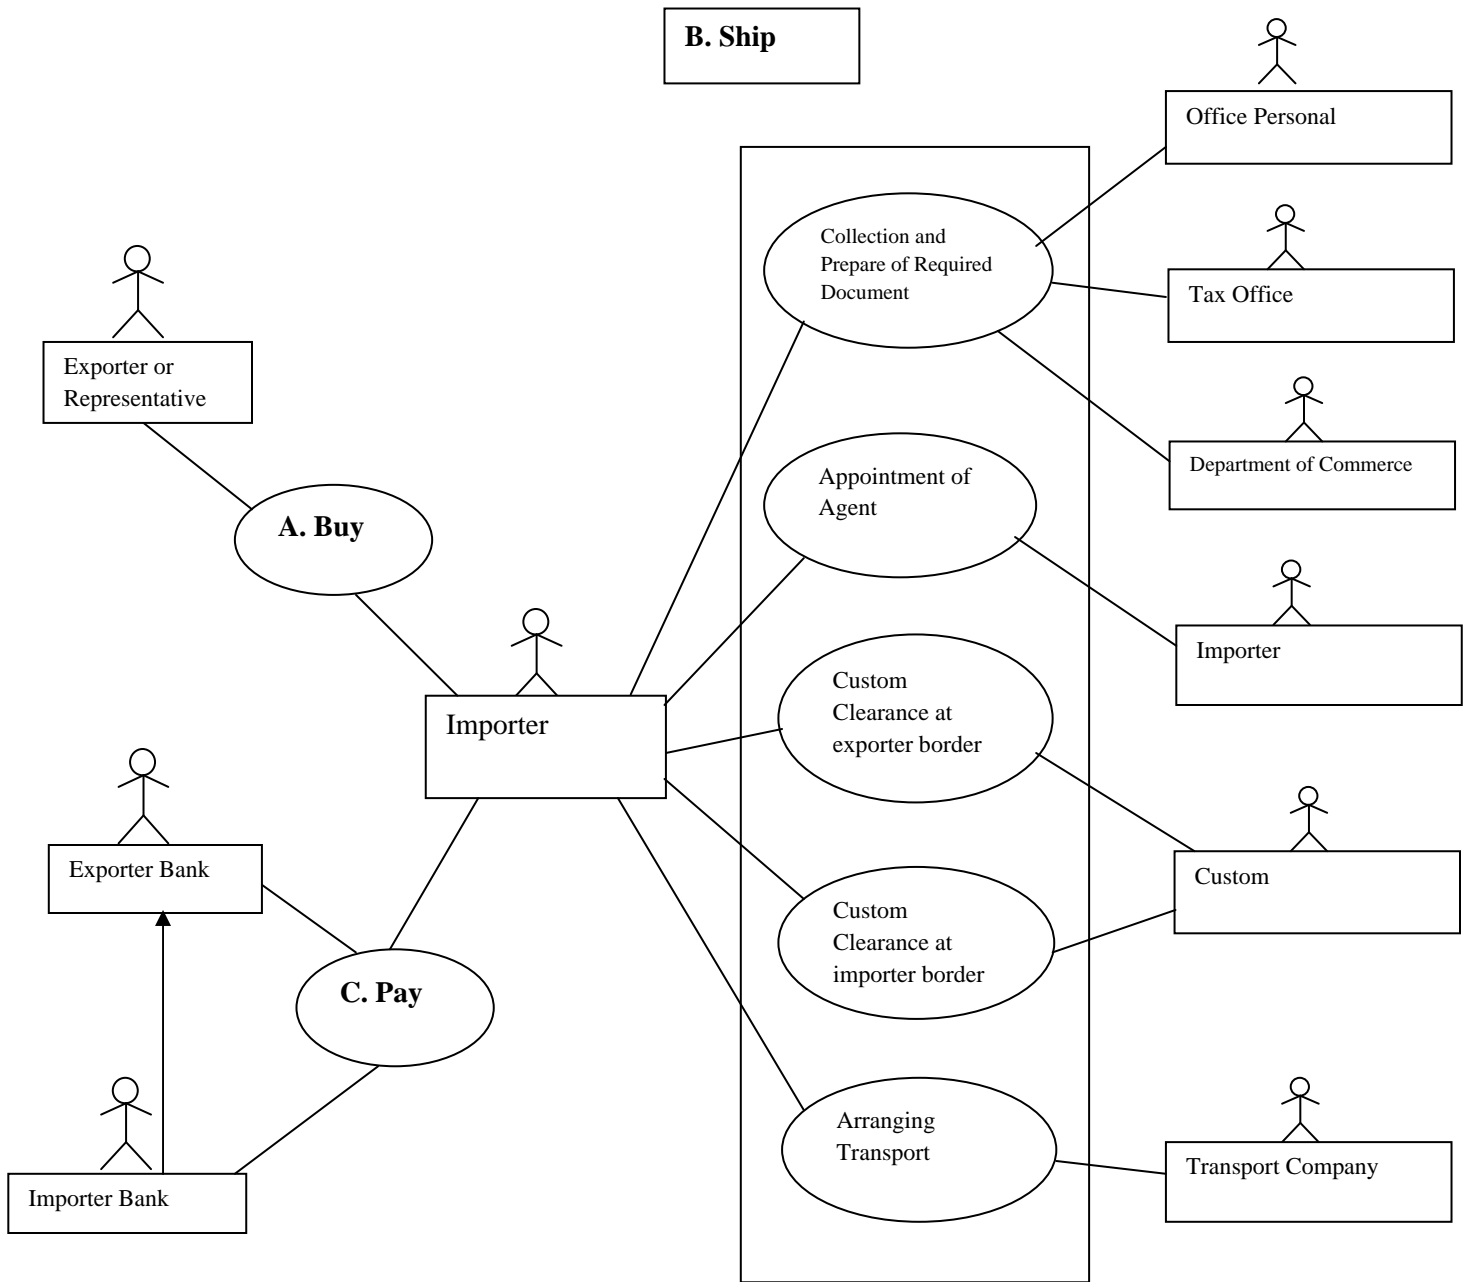 B. Ship
Office Personal
Collection and
Prepare of Required
Document
Tax Office
Exporter or
Representative
Department of Commerce
Appointment of
Agent
A. Buy
Importer
Importer
Custom
Clearance at
exporter border
Exporter Bank
Custom
Custom
Clearance at
importer border
C. Pay
Arranging
Transport
Transport Company
Importer Bank